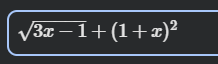 √(3x − 1) + (1 + x)²